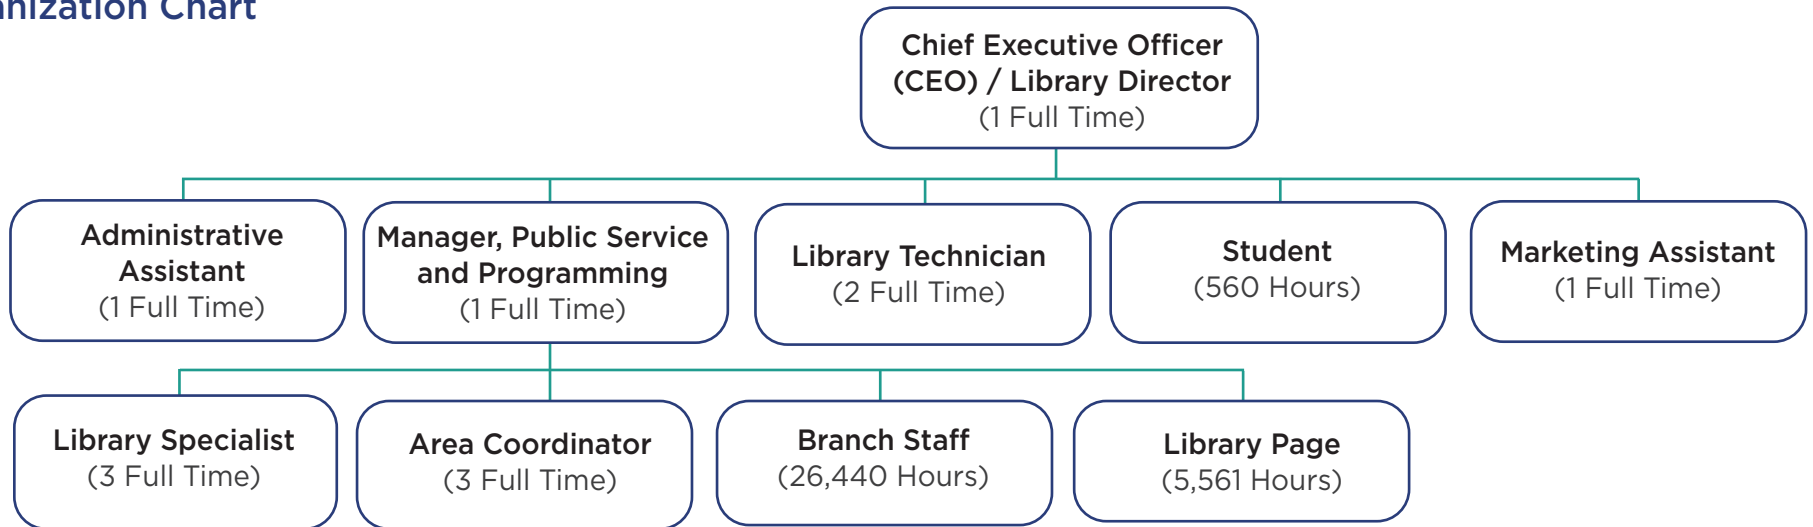 Chart
Chief Executive Officer
(CEO) / Library Director
(1 Full Time)
Administrative
Assistant
(1 Full Time)
Manager, Public Service
and Programming
(1 Full Time)
Library Technician
(2 Full Time)
Student
(560 Hours)
Marketing Assistant
(1 Full Time)
Library Specialist
(3 Full Time)
Area Coordinator
(3 Full Time)
Branch Staff
(26,440 Hours)
Library Page
(5,561 Hours)